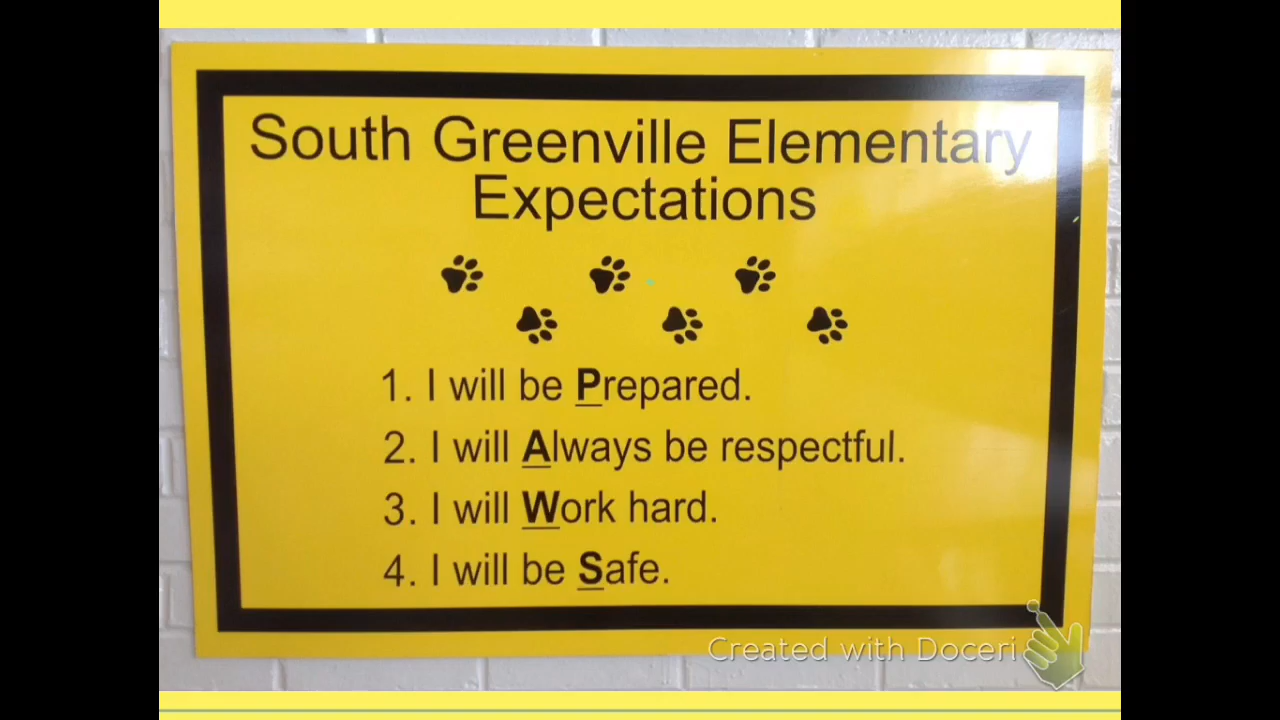 South Greenville Elementary
Expectations
1. I will be Prepared.
2. I will Always be respectful.
3. I will Work hard.
4. I will be Safe.
Created with Doceri